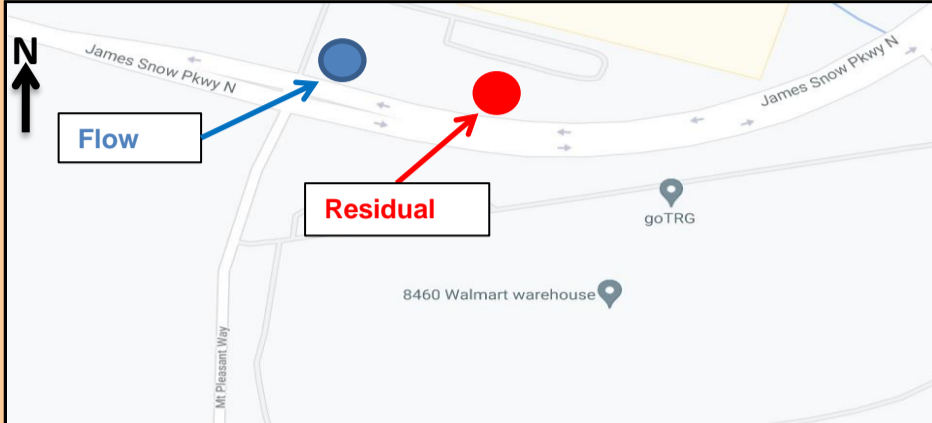 N
James Snow Pkwy N
James Snow Pkwy N
Flow
Residual
goTRG
8460 Walmart warehouse
Mt Pleasant Way